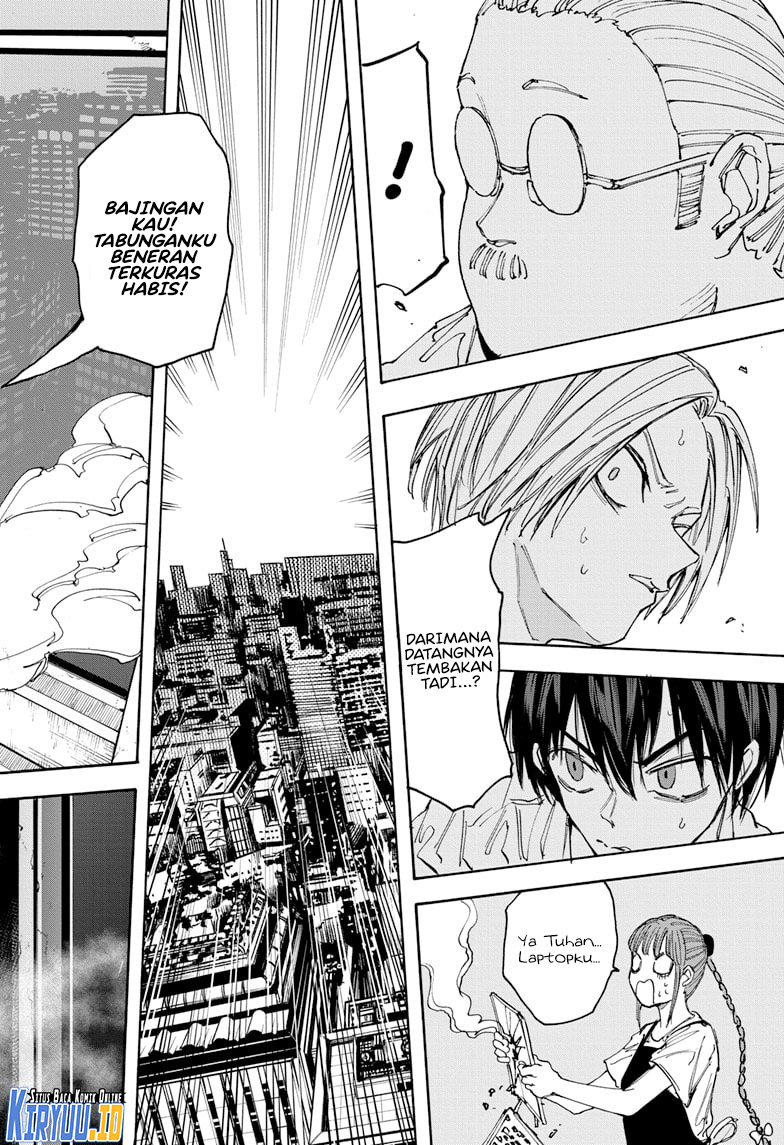 !
DARIMANA
DATANGNYA
TEMBAKAN
TADI...?
Ya Tuhan...
Laptopku...
BAJINGAN
KAU!
TABUNGANKU
BENERAN
TERKURAS
HABIS!
SITUS BACA KOMIK ONLINE
KIRYUU.ID